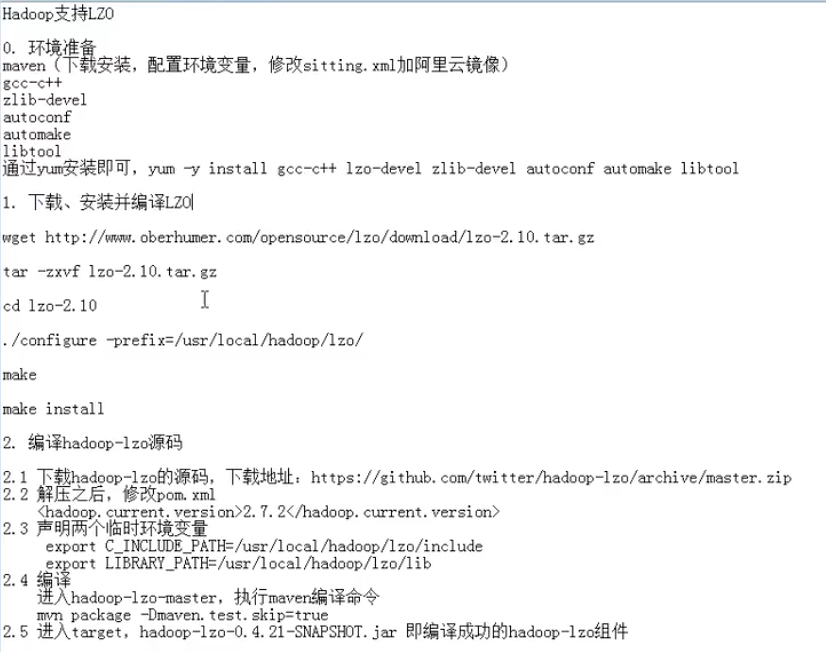 Hadoop支持LZO
0. 环境准备
maven（下载安装，配置环境变量，修改sitting.xml加阿里云镜像）
gcc-c++
zlib-devel
autoconf
automake
libtool
通过yum安装即可，yum -y install gcc-c++ lzo-devel zlib-devel autoconf automake libtool
1. 下载、安装并编译LZO
wget http://www.oberhumer.com/opensource/lzo/download/lzo-2.10.tar.gz
tar -zxvf lzo-2.10.tar.gz
cd lzo-2.10
./configure -prefix=/usr/local/hadoop/lzo/
make
make install
2. 编译hadoop-lzo源码
2.1 下载hadoop-lzo的源码，下载地址：https://github.com/twitter/hadoop-lzo/archive/master.zip
2.2 解压之后，修改pom.xml
<hadoop.current.version>2.7.2</hadoop.current.version>
2.3 声明两个临时环境变量
export C_INCLUDE_PATH=/usr/local/hadoop/lzo/include
export LIBRARY_PATH=/usr/local/hadoop/lzo/lib
2.4 编译
进入hadoop-lzo-master，执行maven编译命令
mvn package -Dmaven.test.skip=true
2.5 进入target，hadoop-lzo-0.4.21-SNAPSHOT.jar 即编译成功的hadoop-lzo组件